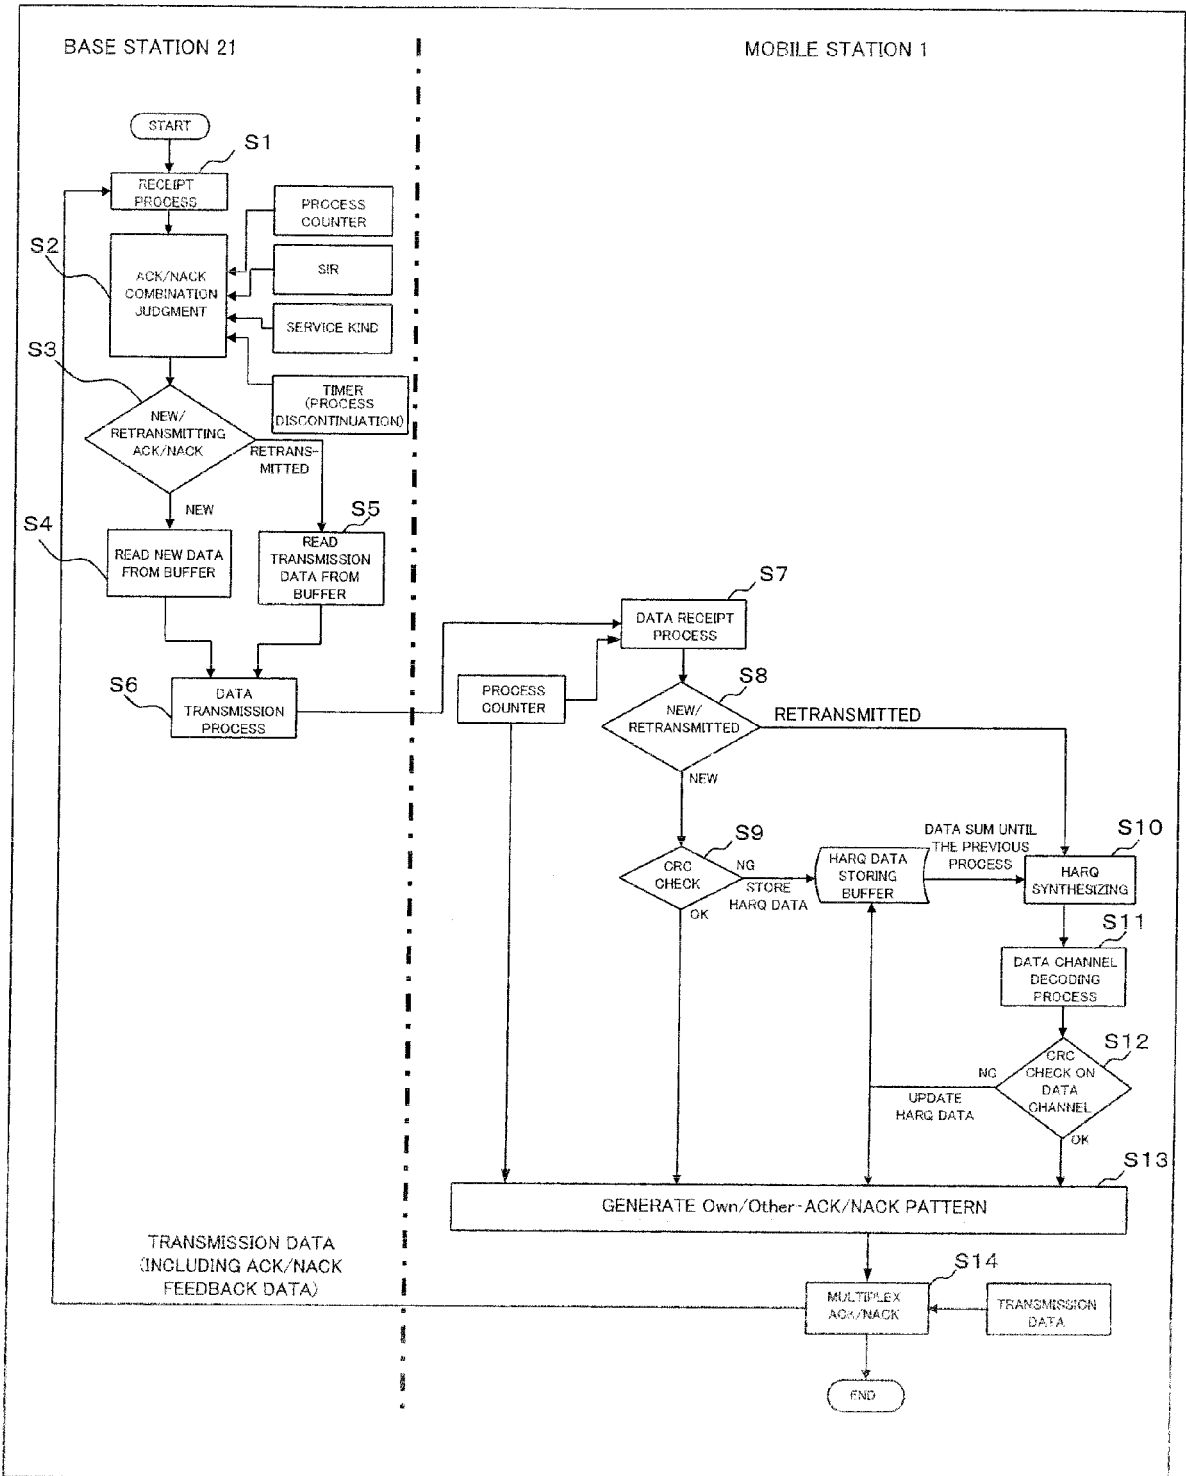 BASE STATION 21
MOBILE STATION 1
START
S1
RECEIPT
PROCESS
PROCESS
COUNTER
S2
ACK/NACK
COMBINATION
JUDGMENT
SIR
SERVICE KIND
S3
TIMER
(PROCESS
DISCONTINUATION)
NEW/
RETRANSMITTING
ACK/NACK
RETRANS-
MITTED
NEW
S4
READ NEW DATA
FROM BUFFER
S5
READ
TRANSMISSION
DATA FROM
BUFFER
S6
DATA
TRANSMISSION
PROCESS
S7
DATA RECEIPT
PROCESS
PROCESS
COUNTER
S8
NEW/
RETRANSMITTED
RETRANSMITTED
NEW
S9
CRC
CHECK
NG
STORE
HARQ DATA
OK
HARQ DATA
STORING
BUFFER
DATA SUM UNTIL
THE PREVIOUS
PROCESS
S10
HARQ
SYNTHESIZING
S11
DATA CHANNEL
DECODING
PROCESS
S12
CRC
CHECK ON
DATA
CHANNEL
NG
UPDATE
HARQ DATA
OK
S13
GENERATE Own/Other-ACK/NACK PATTERN
TRANSMISSION DATA
(INCLUDING ACK/NACK
FEEDBACK DATA)
S14
MULTIPLEX
ACK/NACK
TRANSMISSION
DATA
END